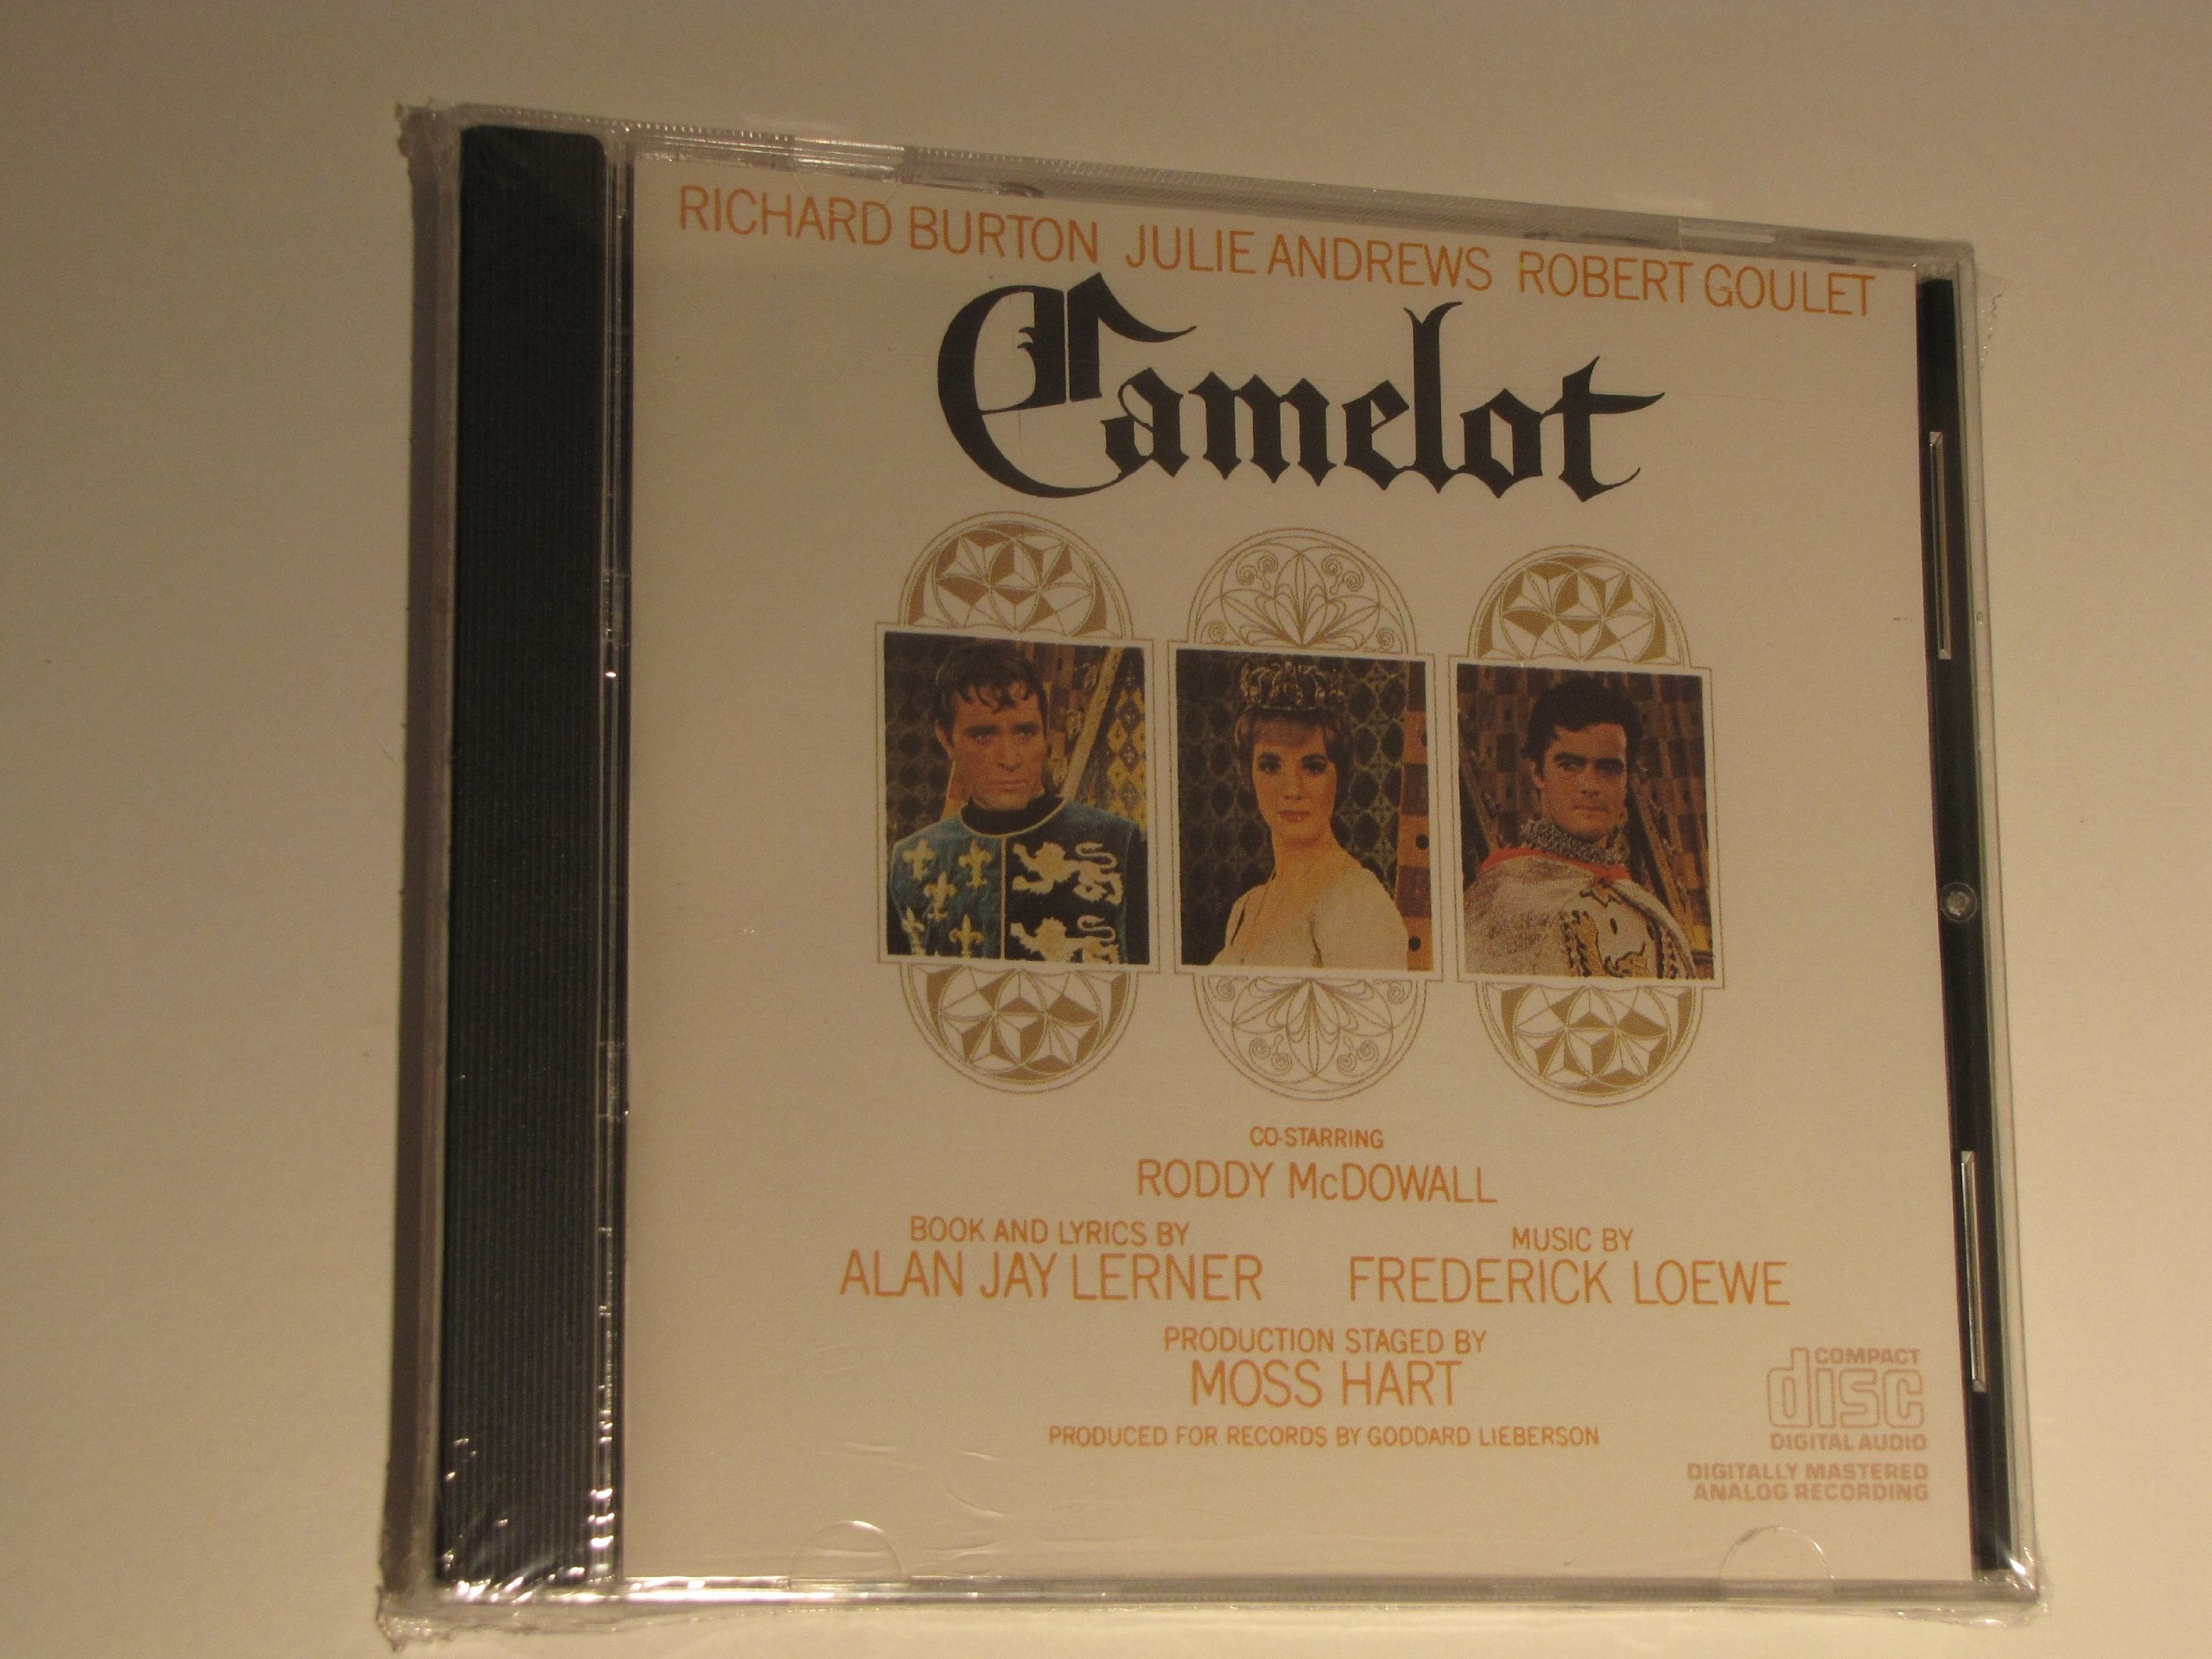 RICHARD BURTON JULIE ANDREWS ROBERT GOULET
Camelot
CO-STARRING
RODDY McDOWALL
BOOK AND LYRICS BY
ALAN JAY LERNER
MUSIC BY
FREDERICK LOEWE
PRODUCTION STAGED BY
MOSS HART
PRODUCED FOR RECORDS BY GODDARD LIEBERSON
COMPACT
disc
DIGITAL AUDIO
DIGITALLY MASTERED
ANALOG RECORDING